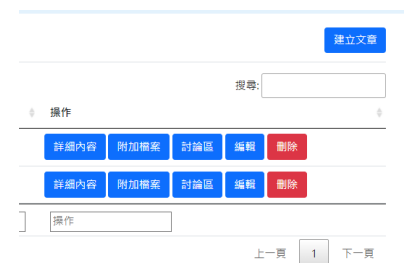 建立文章
搜尋:
操作
詳細內容 附加檔案 討論區 編輯 刪除
詳細內容 附加檔案 討論區 編輯 刪除
操作
上一頁 1 下一頁